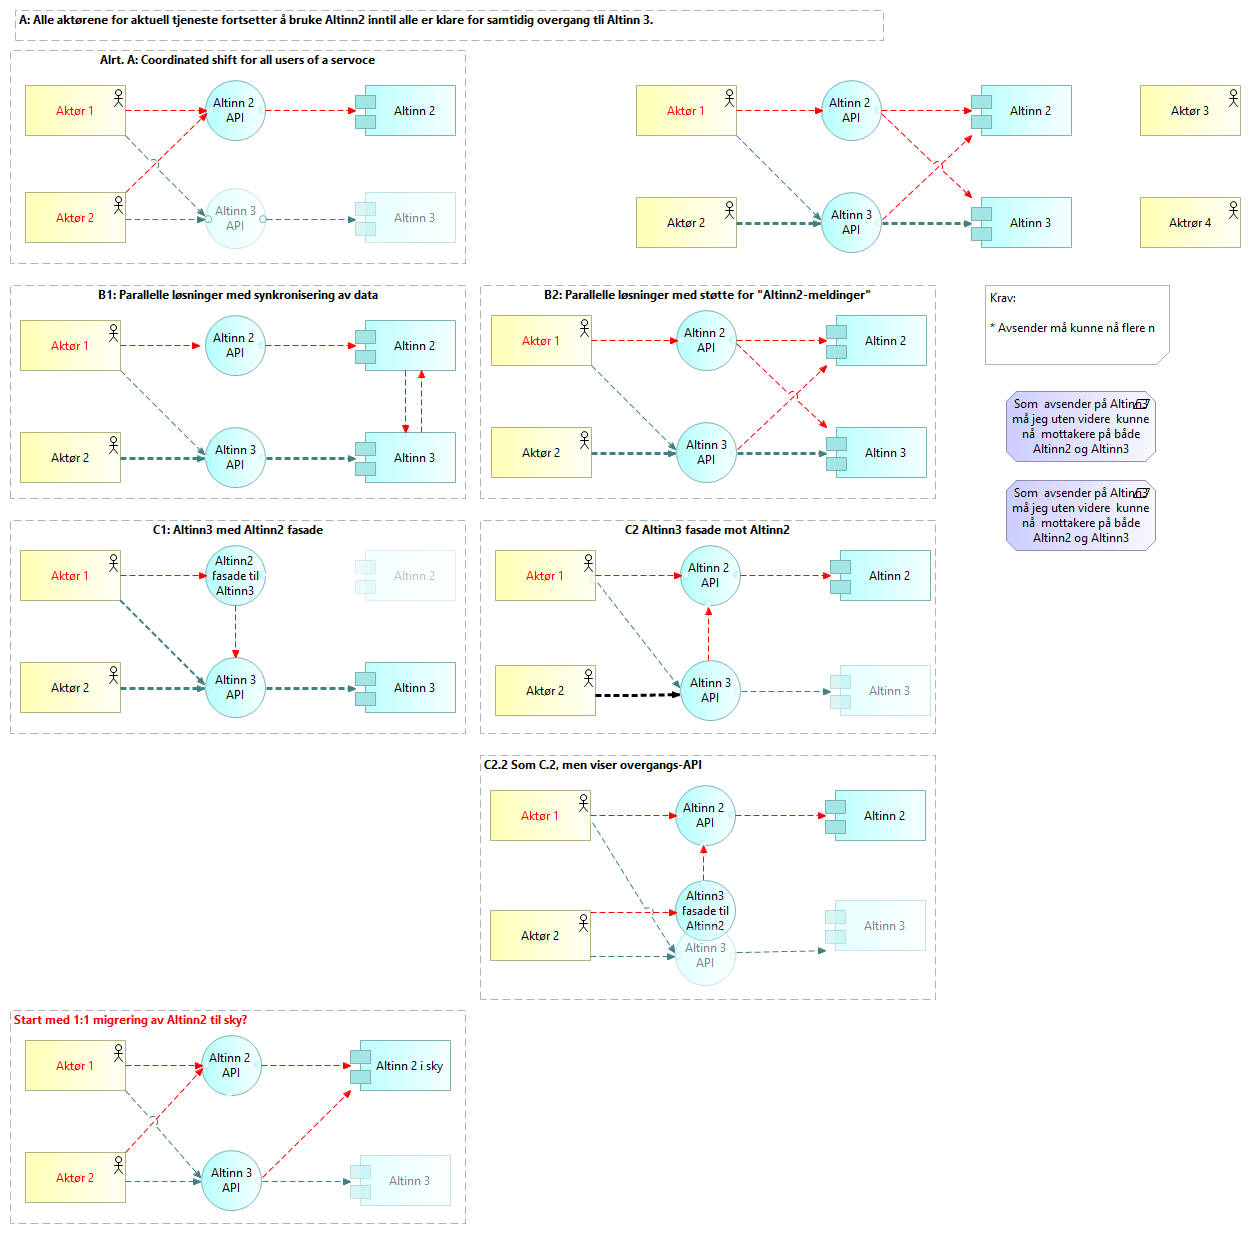 A: Alle aktørene for aktuell tjeneste fortsetter å bruke Altinn2 inntil alle er klare for samtidig overgang tli Altinn 3.
Alrt. A: Coordinated shift for all users of a servoce
Aktør 1
Altinn 2
API
Altinn 2
Aktør 2
Altinn 3
API
Altinn 3
Aktør 1
Altinn 2
API
Altinn 2
Aktør 3
Aktør 2
Altinn 3
API
Altinn 3
Aktrør 4
B1: Parallelle løsninger med synkronisering av data
Aktør 1
Altinn 2
API
Altinn 2
Aktør 2
Altinn 3
API
Altinn 3
B2: Parallelle løsninger med støtte for "Altinn2-meldinger"
Aktør 1
Altinn 2
API
Altinn 2
Aktør 2
Altinn 3
API
Altinn 3
Krav:
* Avsender må kunne nå flere n
Som avsender på Altinn3
må jeg uten videre kunne
nå mottakere på både
Altinn2 og Altinn3
Som avsender på Altinn3
må jeg uten videre kunne
nå mottakere på både
Altinn2 og Altinn3
C1: Altinn3 med Altinn2 fasade
Aktør 1
Altinn2
fasade til
Altinn3
Altinn 2
Aktør 2
Altinn 3
API
Altinn 3
C2 Altinn3 fasade mot Altinn2
Aktør 1
Altinn 2
API
Altinn 2
Aktør 2
Altinn 3
API
Altinn 3
C2.2 Som C.2, men viser overgangs-API
Aktør 1
Altinn 2
API
Altinn 2
Aktør 2
Altinn3
fasade til
Altinn2
Altinn 3
API
Altinn 3
Start med 1:1 migrering av Altinn2 til sky?
Aktør 1
Altinn 2
API
Altinn 2 i sky
Aktør 2
Altinn 3
API
Altinn 3